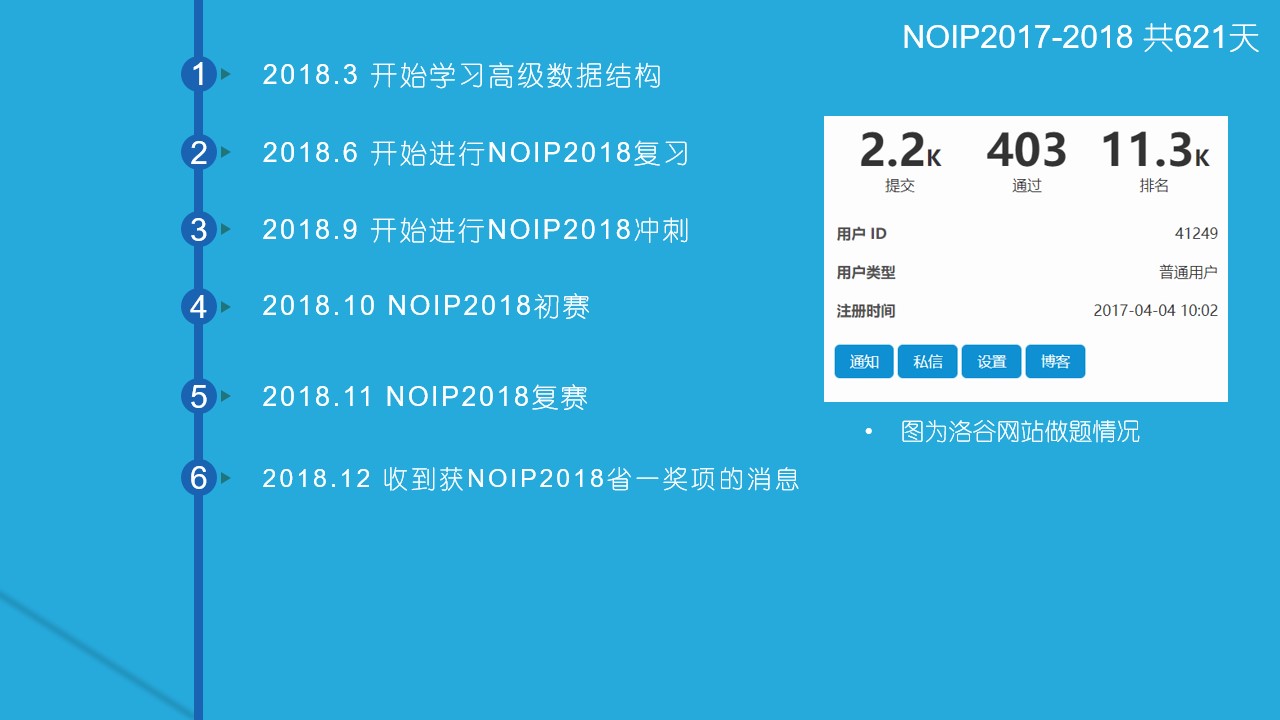 NOIP2017-2018 共621天
1 2018.3 开始学习高级数据结构
2 2018.6 开始进行NOIP2018复习
3 2018.9 开始进行NOIP2018冲刺
4 2018.10 NOIP2018初赛
5 2018.11 NOIP2018复赛
6 2018.12 收到获NOIP2018省一奖项的消息
2.2K 403 11.3K
提交 通过 排名
用户 ID 41249
用户类型 普通用户
注册时间 2017-04-04 10:02
通知 私信 设置 博客
• 图为洛谷网站做题情况